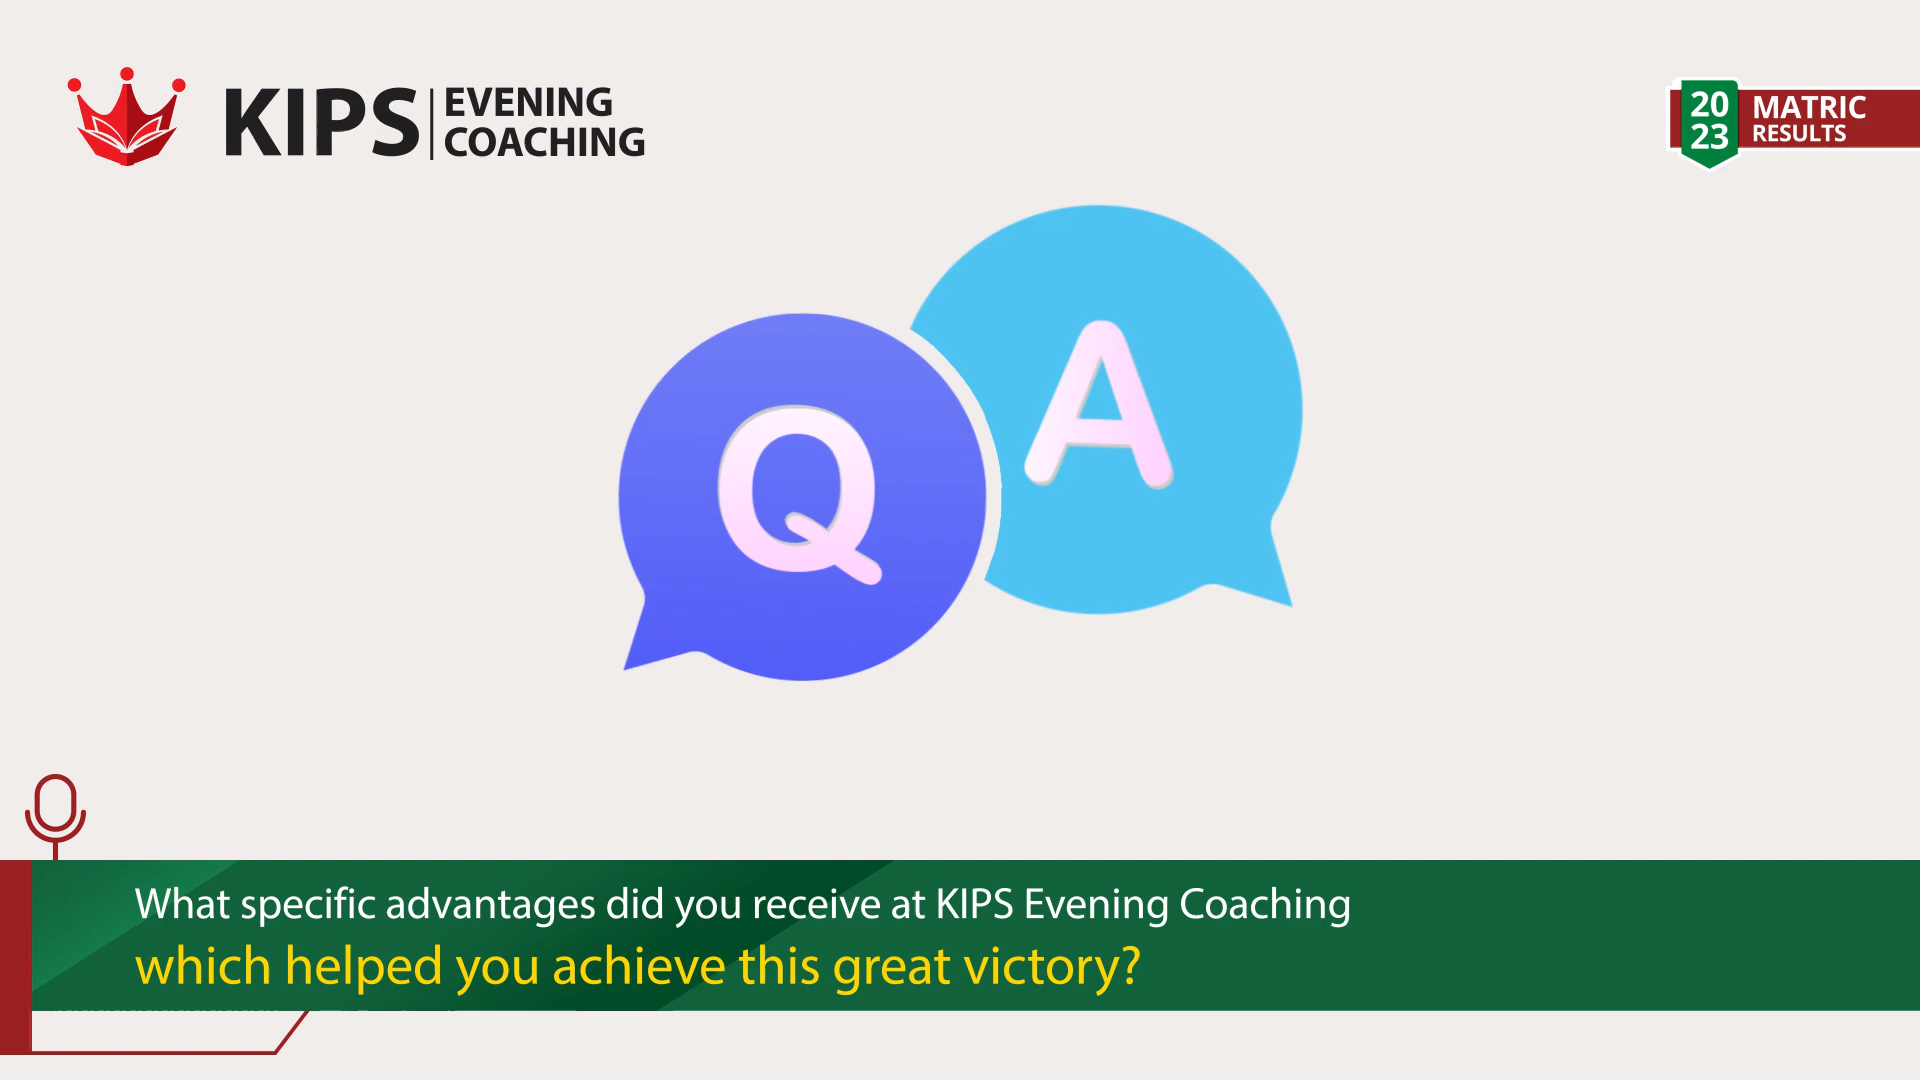 KIPS EVENING COACHING
20 23 MATRIC RESULTS
Q A
What specific advantages did you receive at KIPS Evening Coaching
which helped you achieve this great victory?